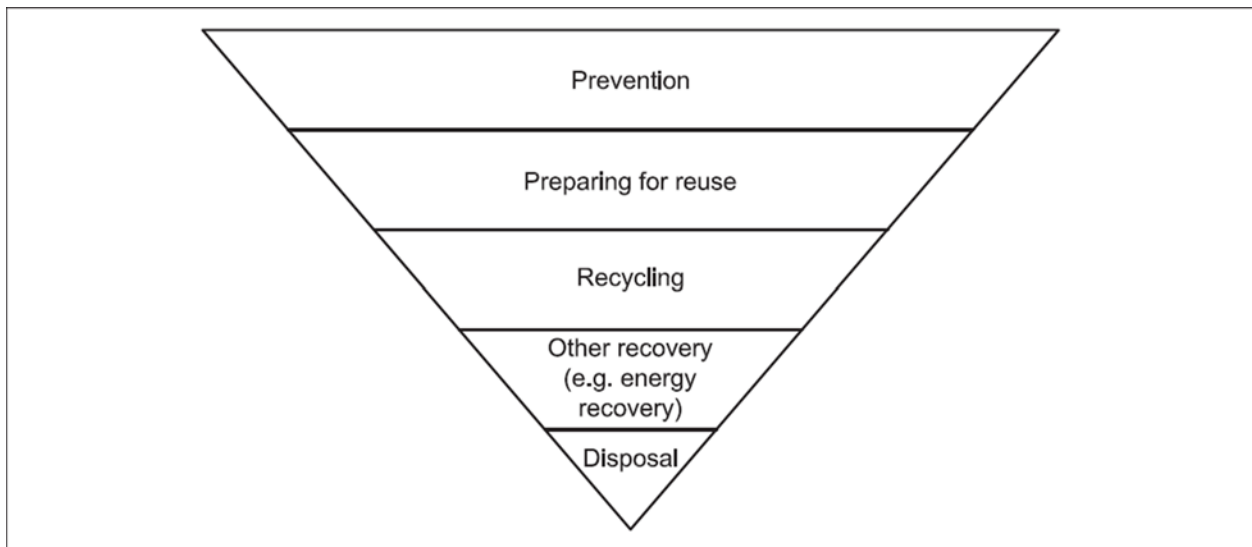 Prevention
Preparing for reuse
Recycling
Other recovery
(e.g. energy
recovery)
Disposal